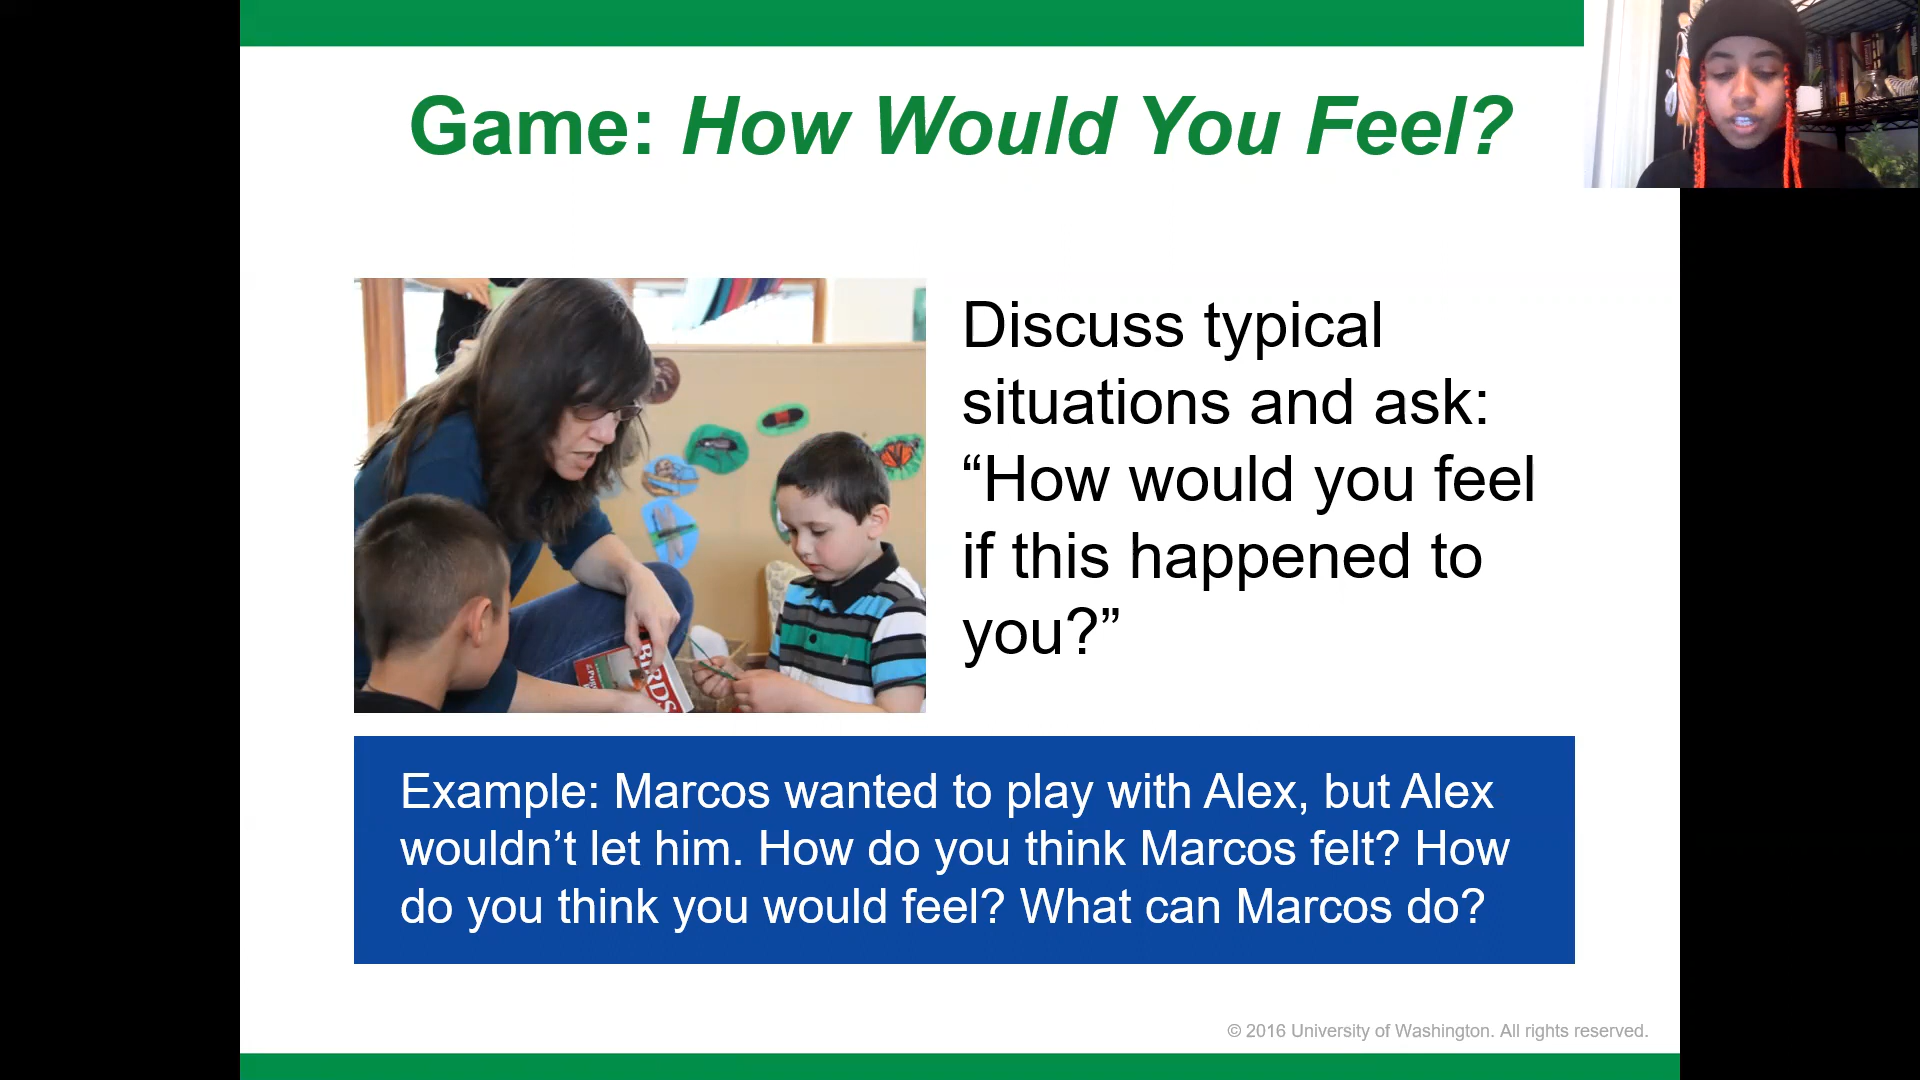 Game: How Would You Feel?
Discuss typical
situations and ask:
“How would you feel
if this happened to
you?”
BIRDS
Example: Marcos wanted to play with Alex, but Alex
wouldn’t let him. How do you think Marcos felt? How
do you think you would feel? What can Marcos do?
© 2016 University of Washington. All rights reserved.